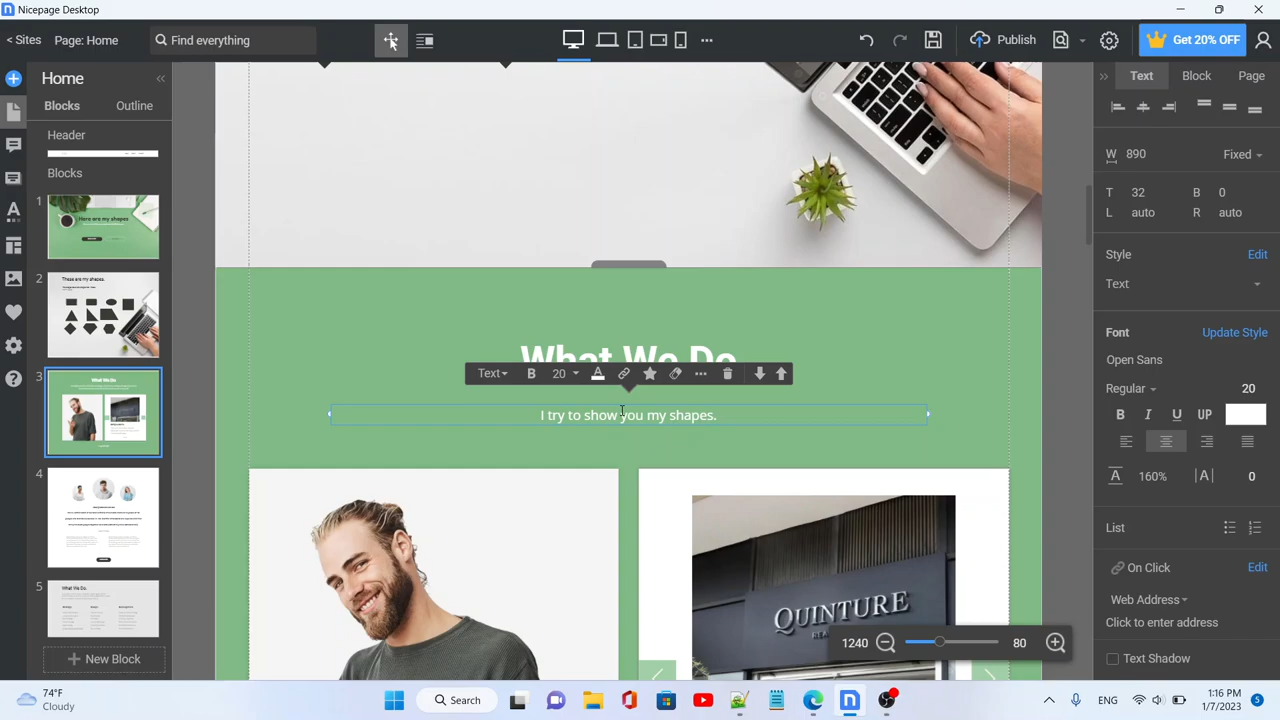 Nicepage Desktop
< Sites Page: Home Find everything Publish Get 20% OFF
Home
Blocks Outline
Header
Blocks
1
Here are my shapes
2
These are my shapes.
3
What We Do
4
5
What We Do
+ New Block
What We Do
Text 20
I try to show you my shapes.
QUINTURE
1240 80
Text Block Page
W 890 Fixed
T 32 B 0
L auto R auto
Style Edit
Text
Font Update Style
Open Sans
Regular 20
B I U UP
160% 0
List
On Click Edit
Web Address
Click to enter address
Text Shadow
74°F
Cloudy
Search
ENG
1:16 PM
1/7/2023
5